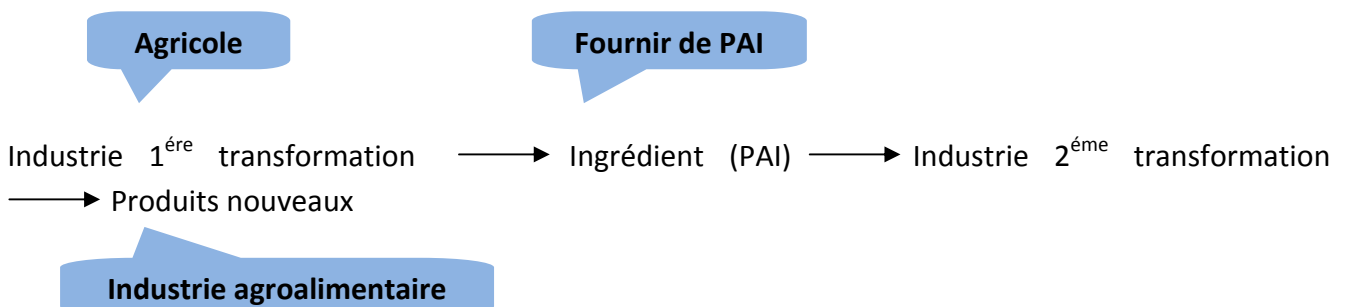 Agricole
Fournir de PAI
Industrie 1ére transformation → Ingrédient (PAI) → Industrie 2éme transformation
→ Produits nouveaux
Industrie agroalimentaire